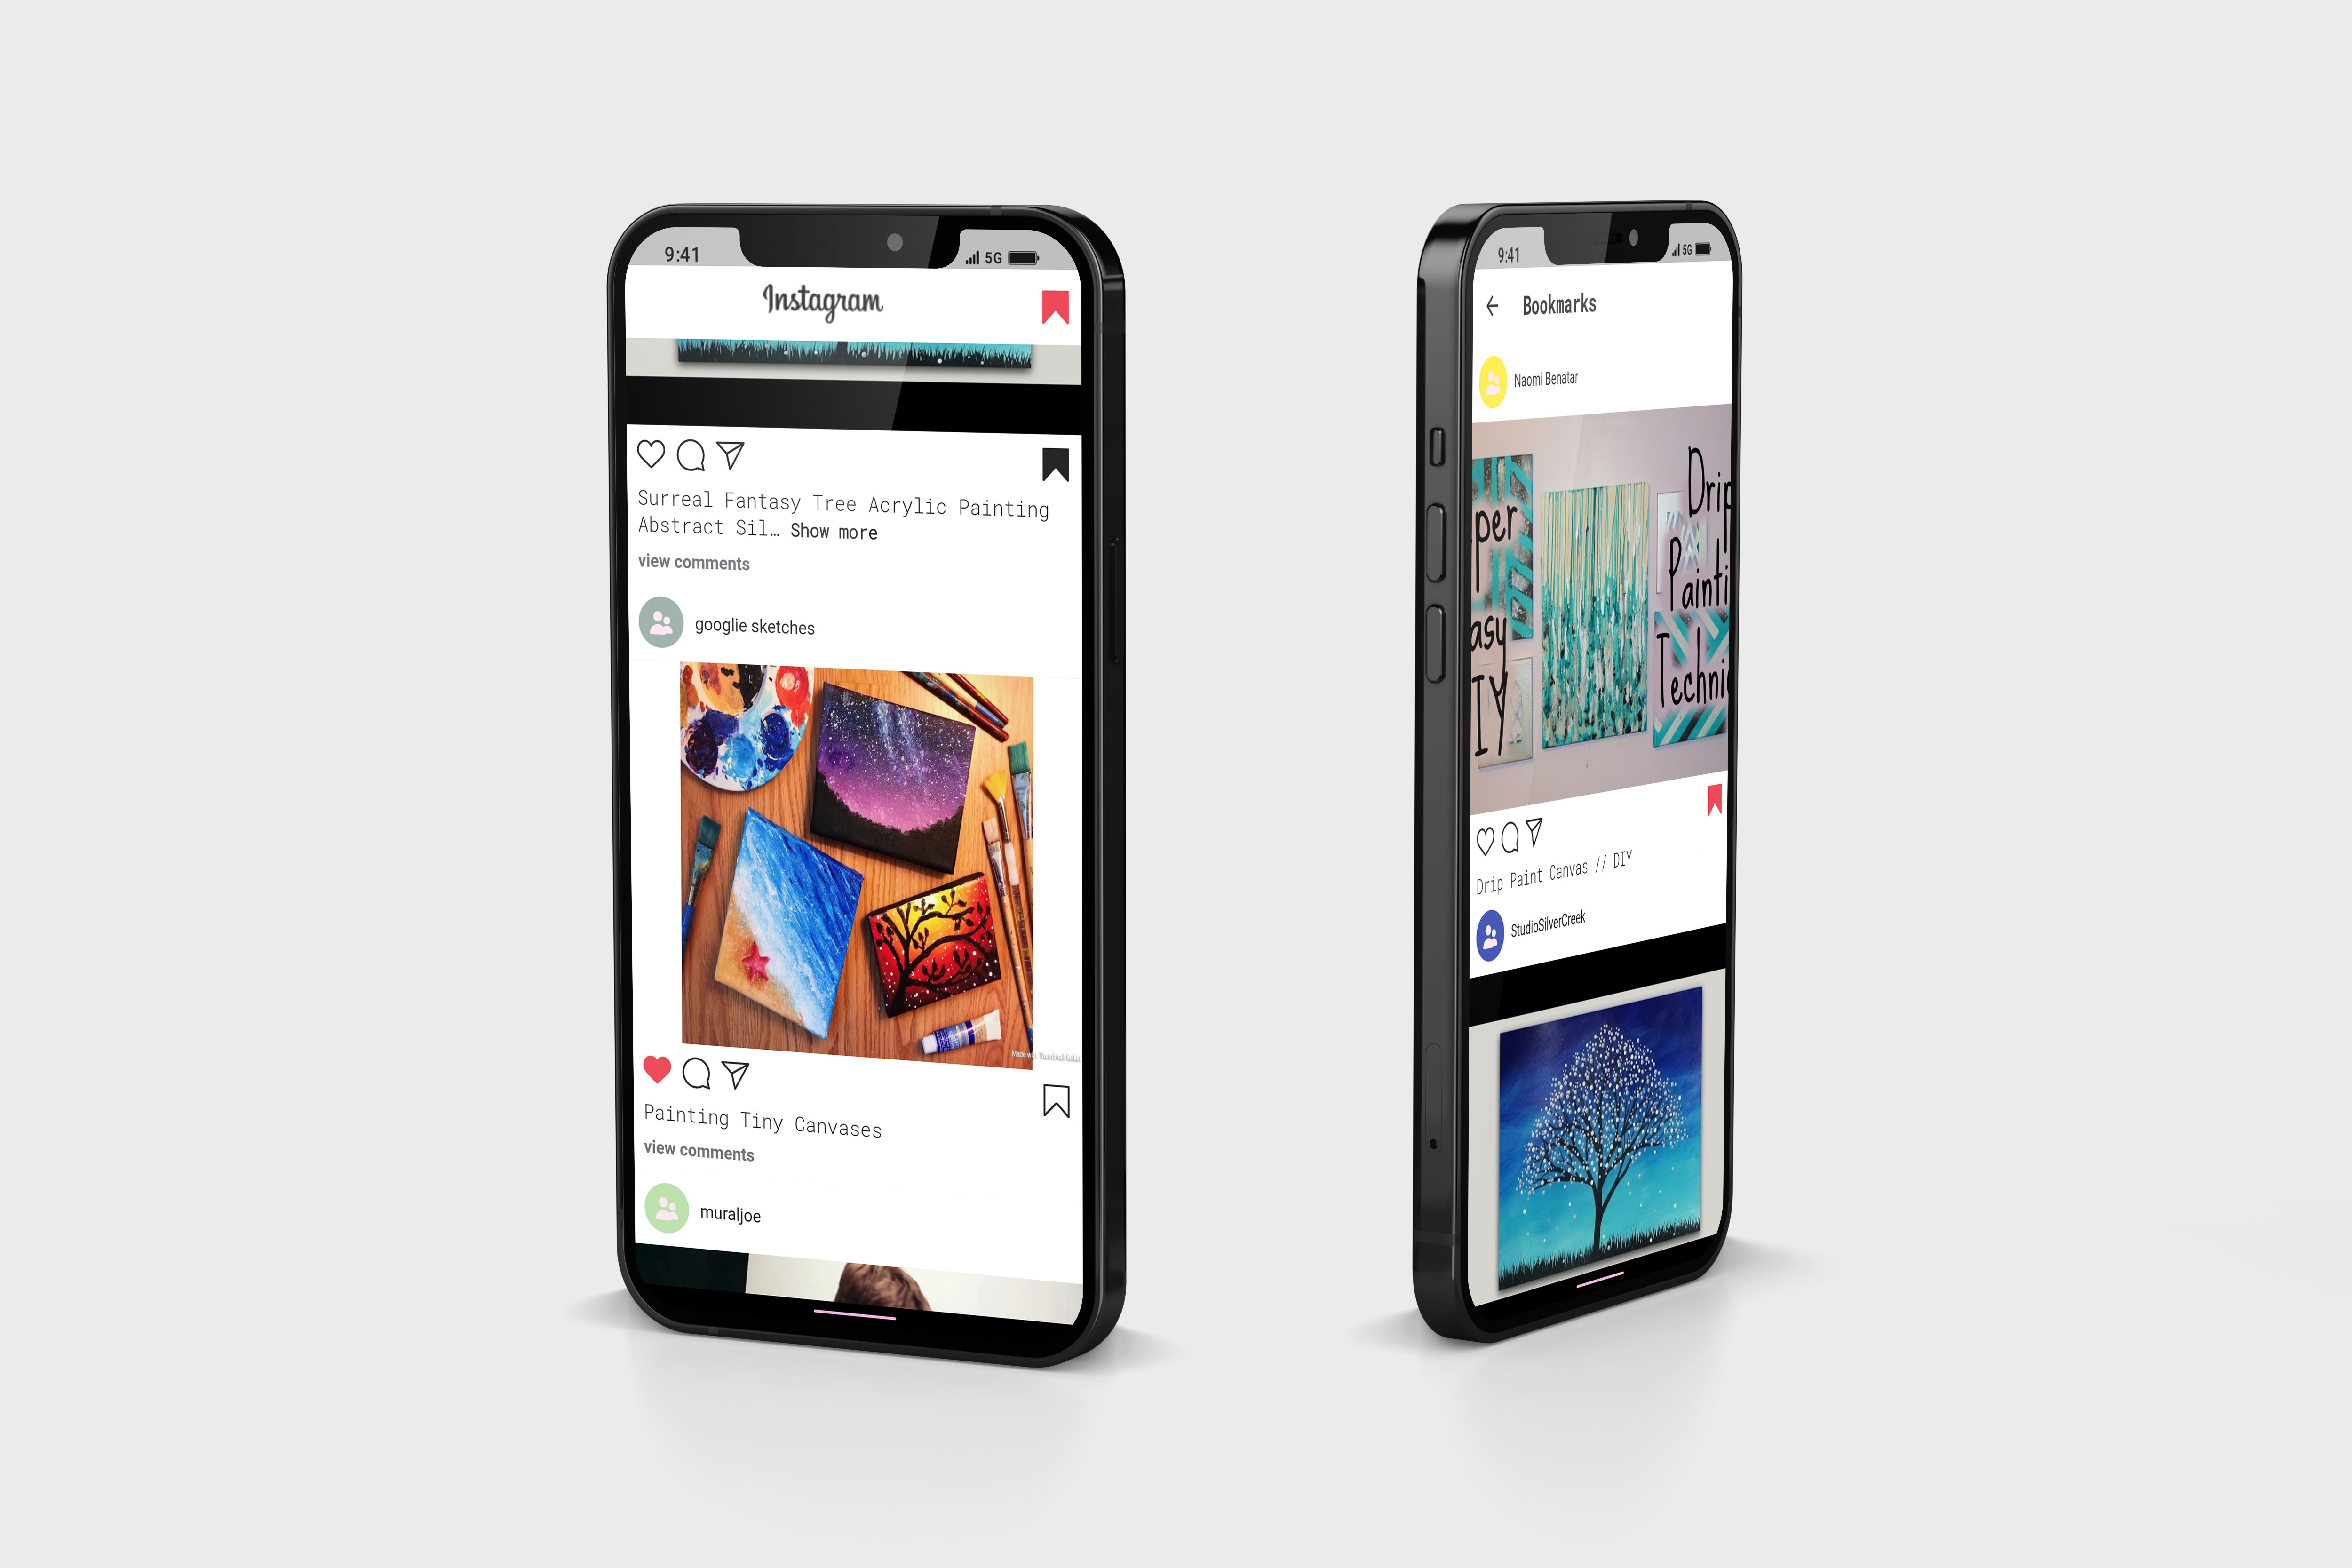 9:41
5G
Instagram
Surreal Fantasy Tree Acrylic Painting
Abstract Sil… Show more
view comments
googlie sketches
Made with Thumbnail Maker
Painting Tiny Canvases
view comments
muraljoe
9:41
5G
Bookmarks
Naomi Benatar
per
asy
IY
Drip
Painti
Techni
Drip Paint Canvas // DIY
StudioSilverCreek